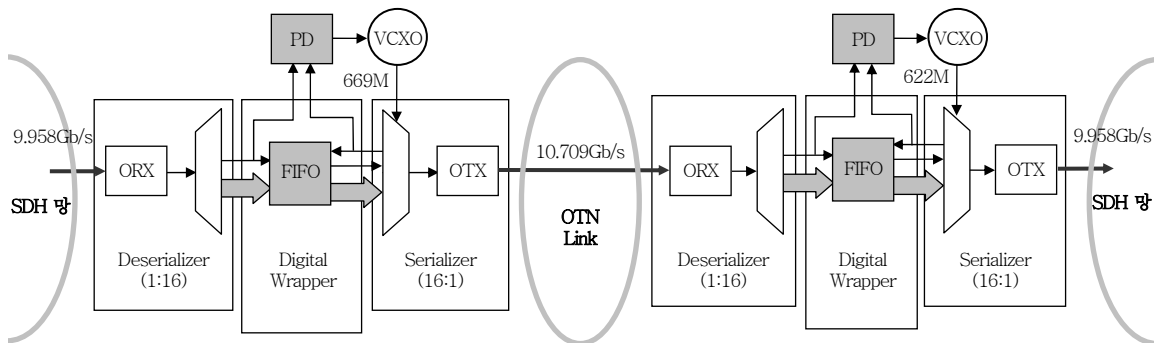 PD
VCXO
669M
9.958Gb/s
ORX
FIFO
OTX
SDH 망
Deserializer
(1:16)
Digital
Wrapper
Serializer
(16:1)
10.709Gb/s
OTN
Link
PD
VCXO
622M
ORX
FIFO
OTX
9.958Gb/s
SDH 망
Deserializer
(1:16)
Digital
Wrapper
Serializer
(16:1)